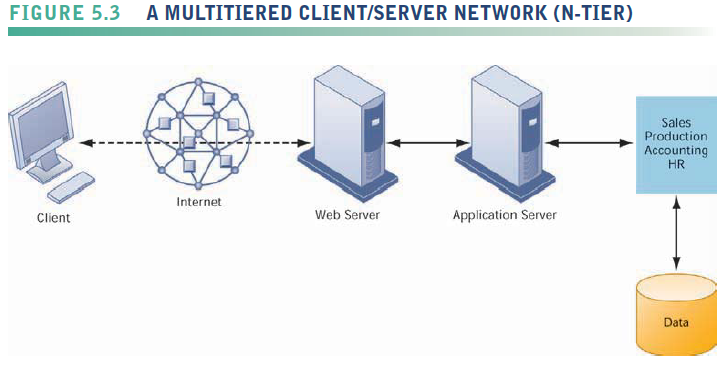 FIGURE 5.3 A MULTITIERED CLIENT/SERVER NETWORK (N-TIER)
Client
Internet
Web Server
Application Server
Sales
Production
Accounting
HR
Data